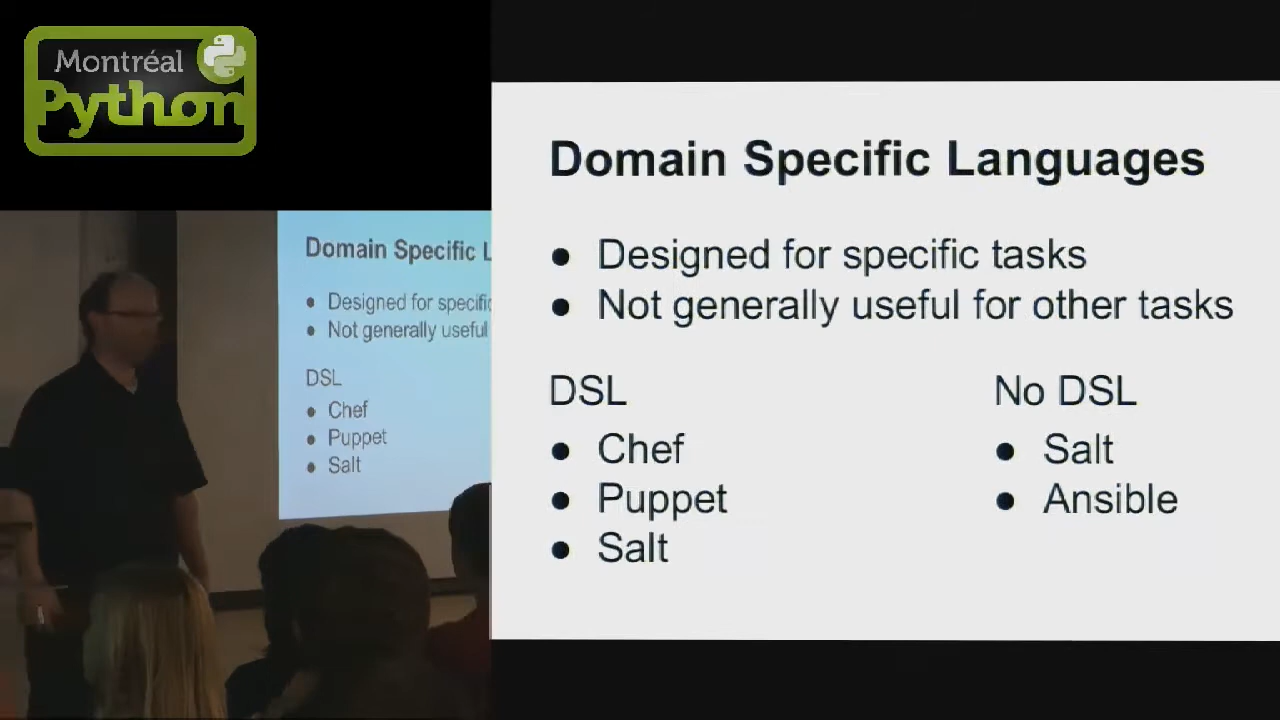 Montréal
Python
Domain Specific L
● Designed for specific
● Not generally useful
DSL
● Chef
● Puppet
● Salt
Domain Specific Languages
● Designed for specific tasks
● Not generally useful for other tasks
DSL
● Chef
● Puppet
● Salt
No DSL
● Salt
● Ansible